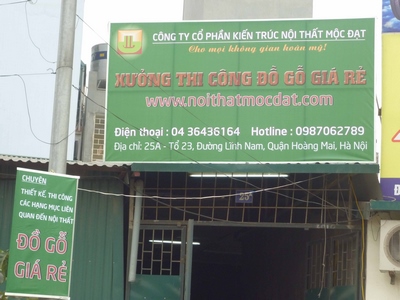 CÔNG TY CỔ PHẦN KIẾN TRÚC NỘI THẤT MỘC ĐẠT
Cho mọi không gian hoàn mỹ!
XƯỞNG THI CÔNG ĐỒ GỖ GIÁ RẺ
www.noithatmocdat.com
Điện thoại : 04 36436164 Hotline : 0987062789
Địa chỉ: 25A - Tổ 23, Đường Lĩnh Nam, Quận Hoàng Mai, Hà Nội
CHUYÊN
THIẾT KẾ, THI CÔNG
CÁC HẠNG MỤC LIÊN
QUAN ĐẾN NỘI THẤT
ĐỒ GỖ
GIÁ RẺ